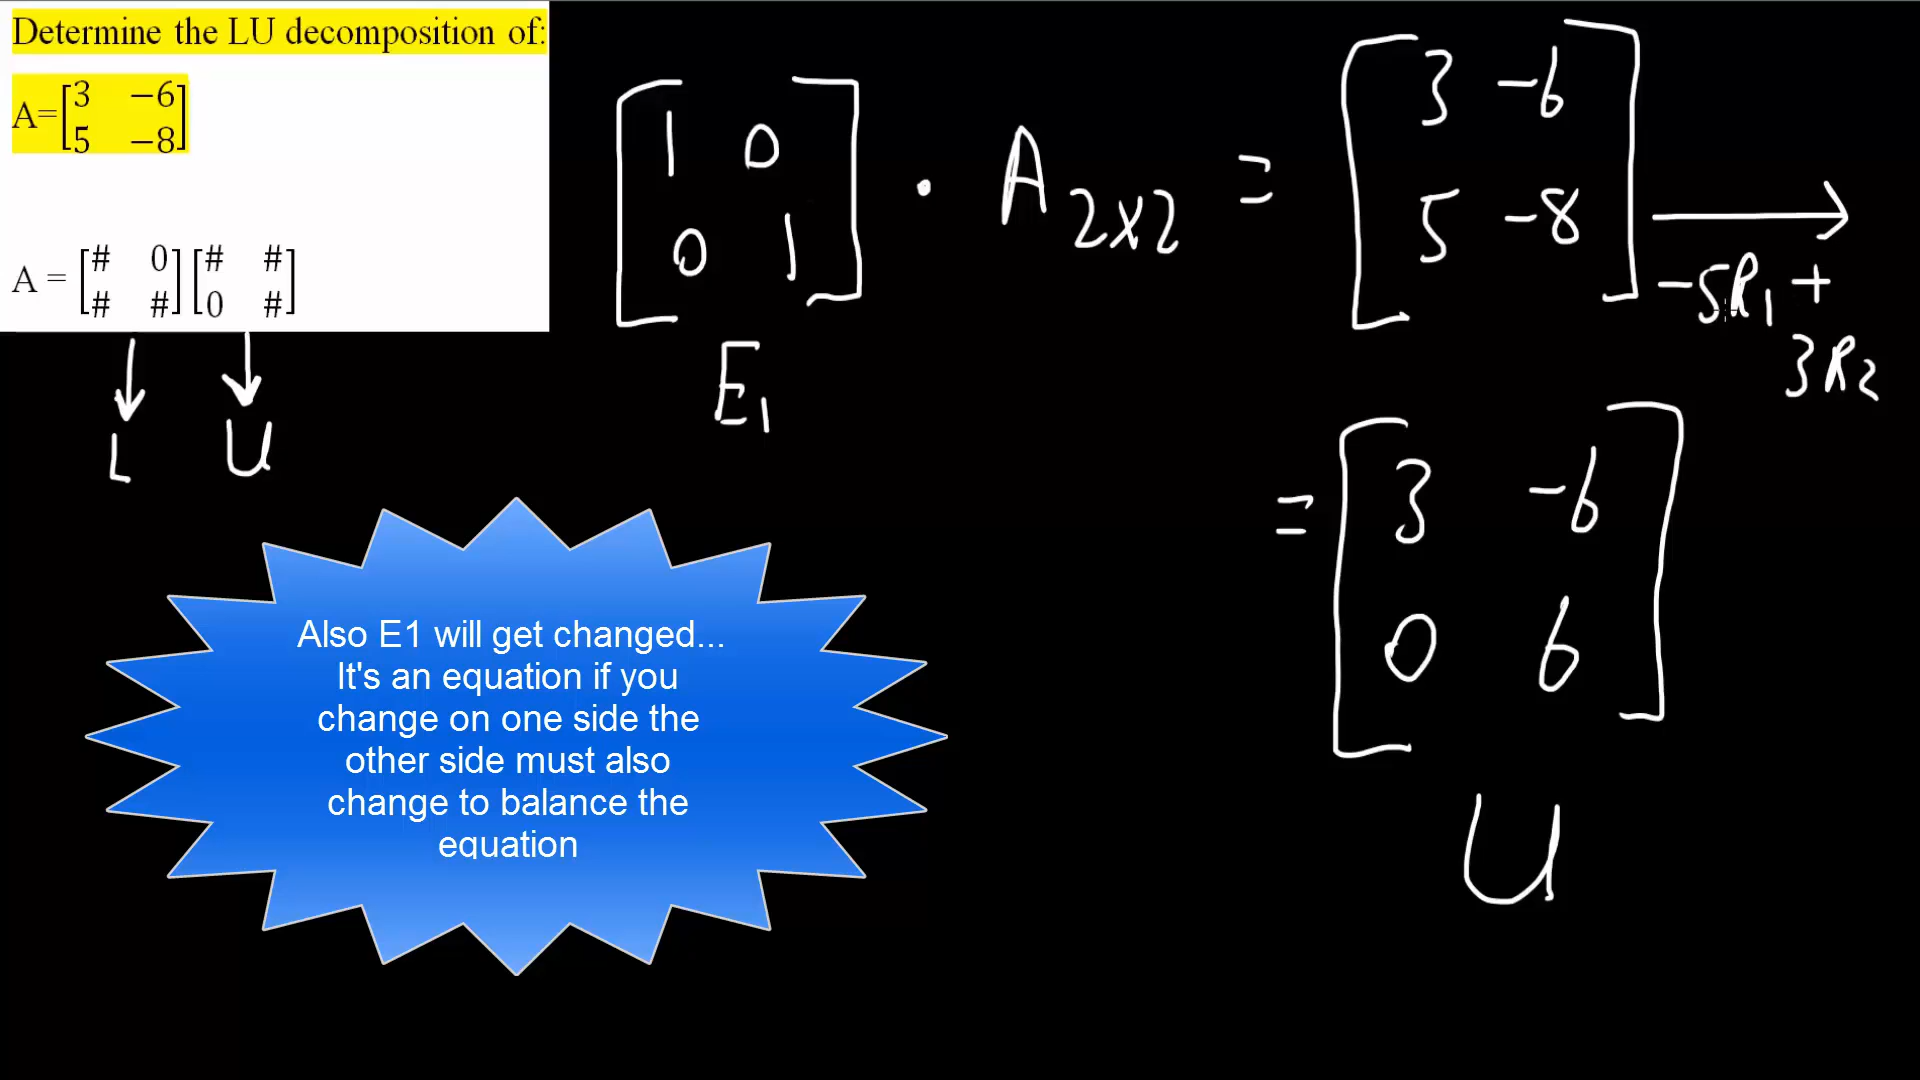 Determine the LU decomposition of:
A=[3 −6
5 −8]
A = [# 0
# #] [# #
0 #]
L U
[1 0
0 1] · A 2x2 = [3 -6
5 -8]
E1
-5R1 +
3R2
= [3 -6
0 6]
U
Also E1 will get changed...
It's an equation if you
change on one side the
other side must also
change to balance the
equation